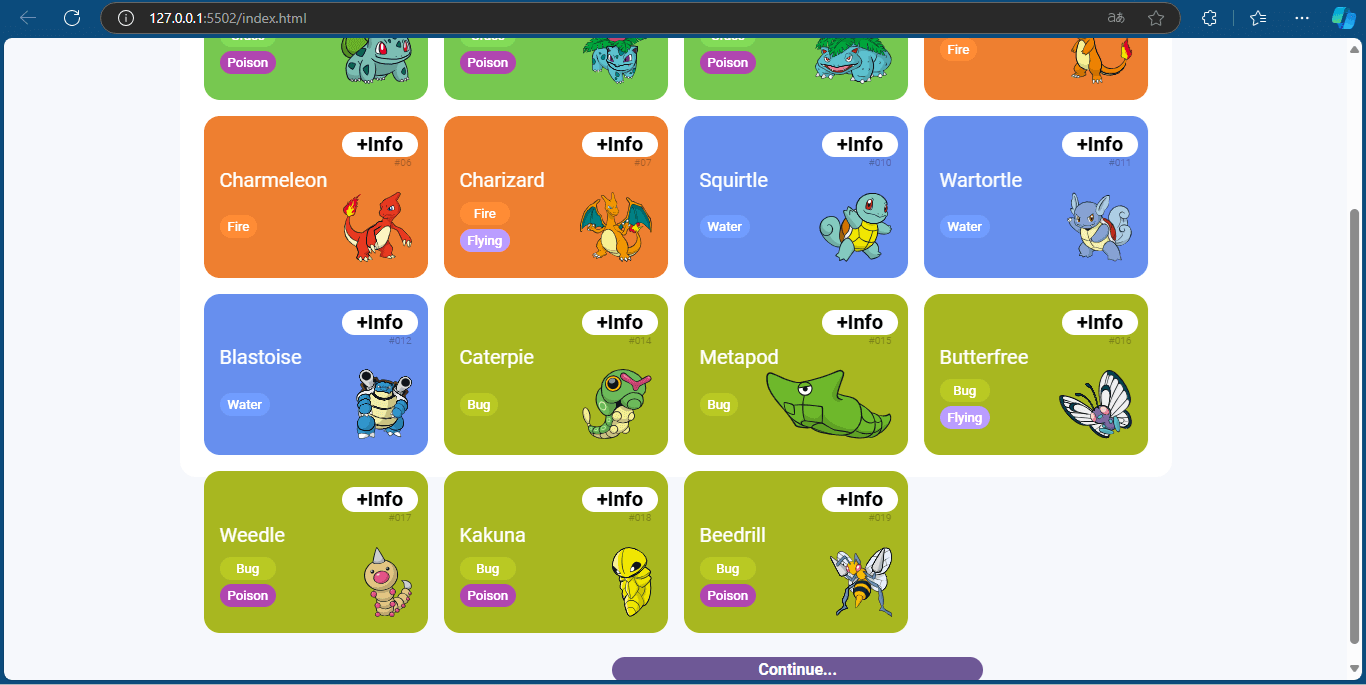 127.0.0.1:5502/index.html
Poison
Poison
Poison
Fire
+Info
#06
Charmeleon
Fire
+Info
#07
Charizard
Fire
Flying
+Info
#010
Squirtle
Water
+Info
#011
Wartortle
Water
+Info
#012
Blastoise
Water
+Info
#014
Caterpie
Bug
+Info
#015
Metapod
Bug
+Info
#016
Butterfree
Bug
Flying
+Info
#017
Weedle
Bug
Poison
+Info
#018
Kakuna
Bug
Poison
+Info
#019
Beedrill
Bug
Poison
Continue...